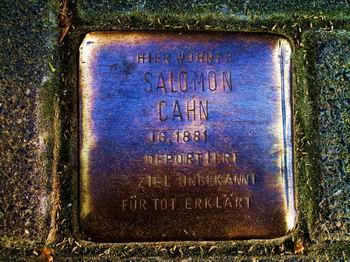 HIER WOHNTE
SALOMON
CAHN
JG. 1881
DEPORTIERT
ZIEL UNBEKANNT
FÜR TOT ERKLÄRT